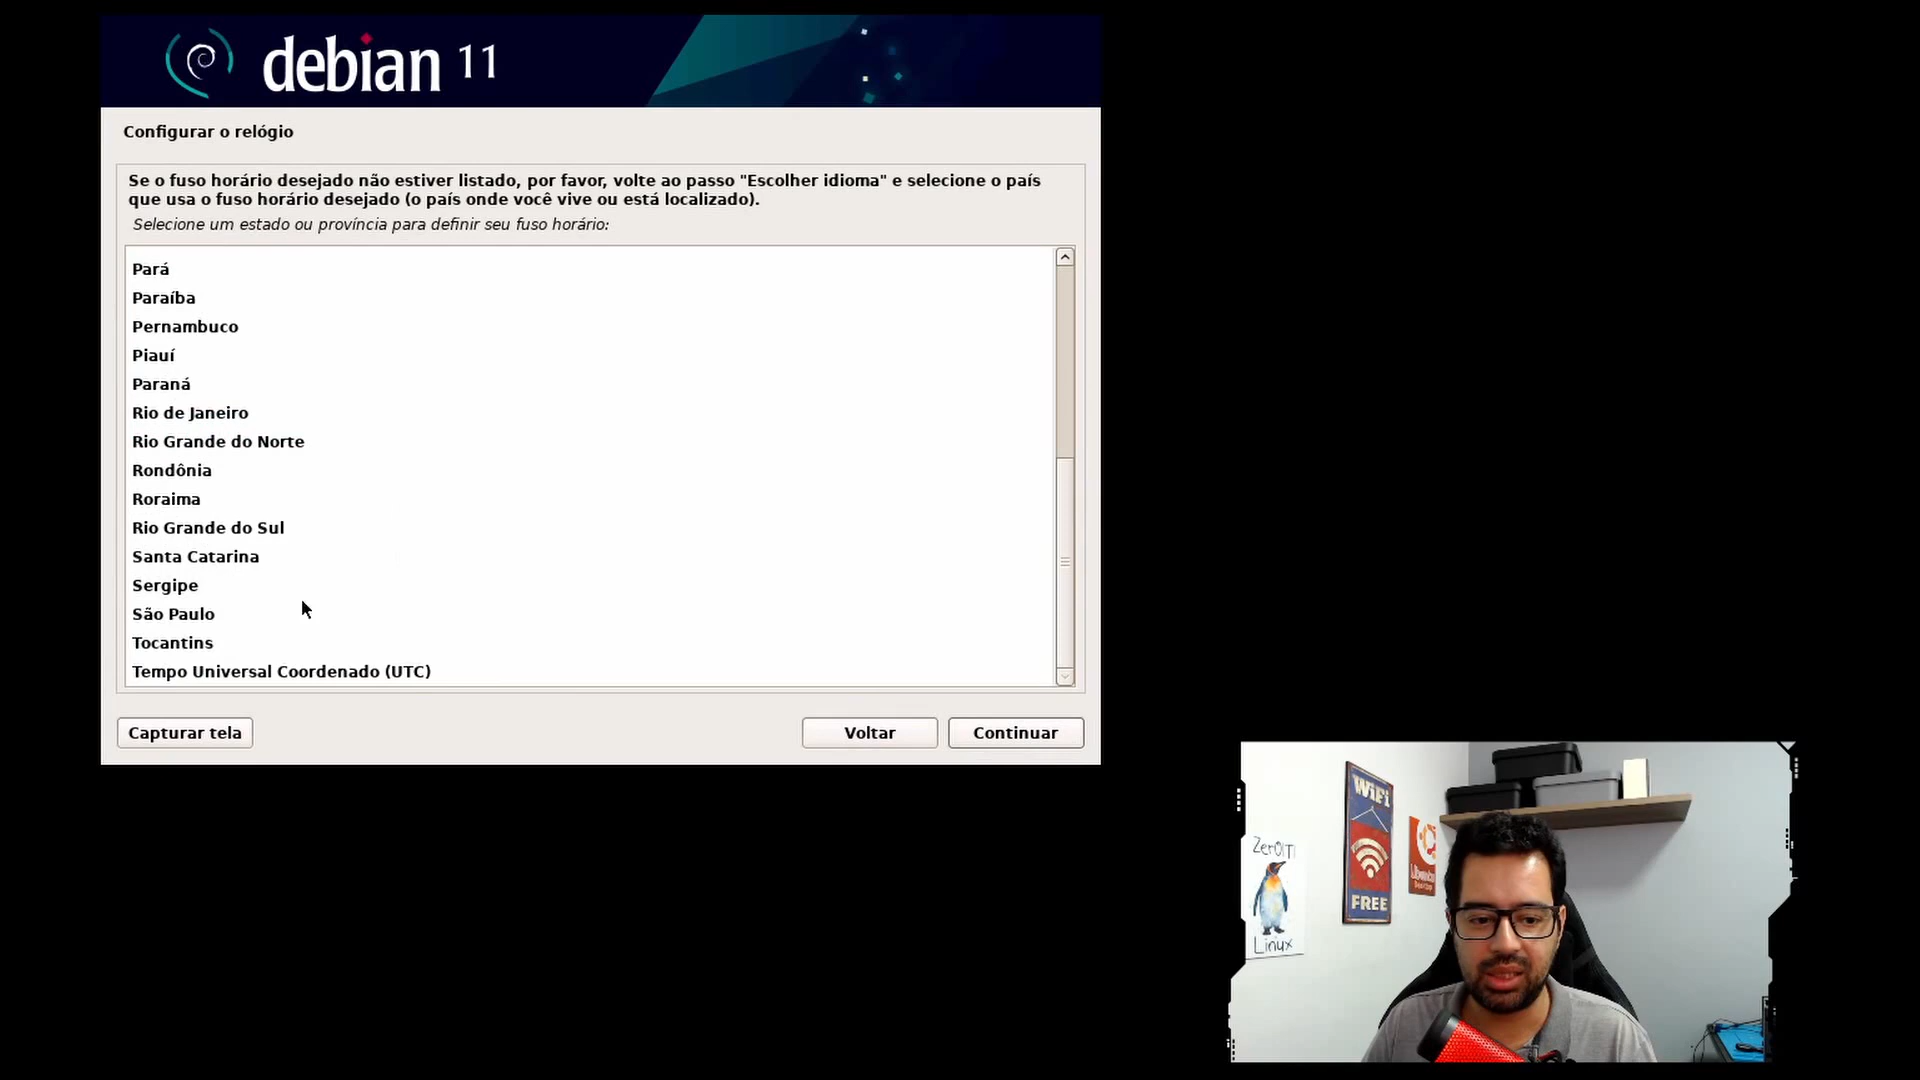 debian 11
Configurar o relógio
Se o fuso horário desejado não estiver listado, por favor, volte ao passo "Escolher idioma" e selecione o país
que usa o fuso horário desejado (o país onde você vive ou está localizado).
Selecione um estado ou província para definir seu fuso horário:
Pará
Paraíba
Pernambuco
Piauí
Paraná
Rio de Janeiro
Rio Grande do Norte
Rondônia
Roraima
Rio Grande do Sul
Santa Catarina
Sergipe
São Paulo
Tocantins
Tempo Universal Coordenado (UTC)
Capturar tela
Voltar
Continuar
WiFi
FREE
Linux